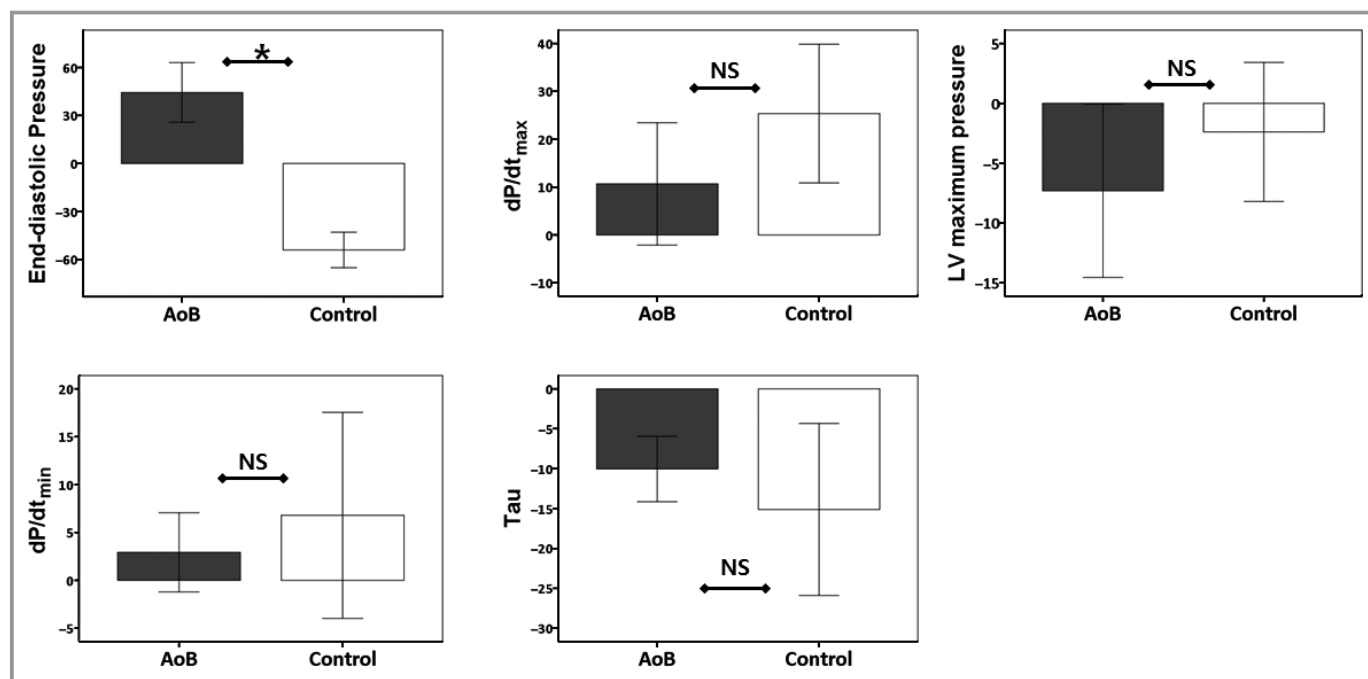 End-diastolic Pressure
60
30
0
−30
−60
*
AoB Control
dP/dt_max
40
30
20
10
0
−10
NS
AoB Control
LV maximum pressure
5
0
−5
−10
−15
NS
AoB Control
dP/dt_min
20
15
10
5
0
−5
NS
AoB Control
Tau
0
−5
−10
−15
−20
−25
−30
NS
AoB Control